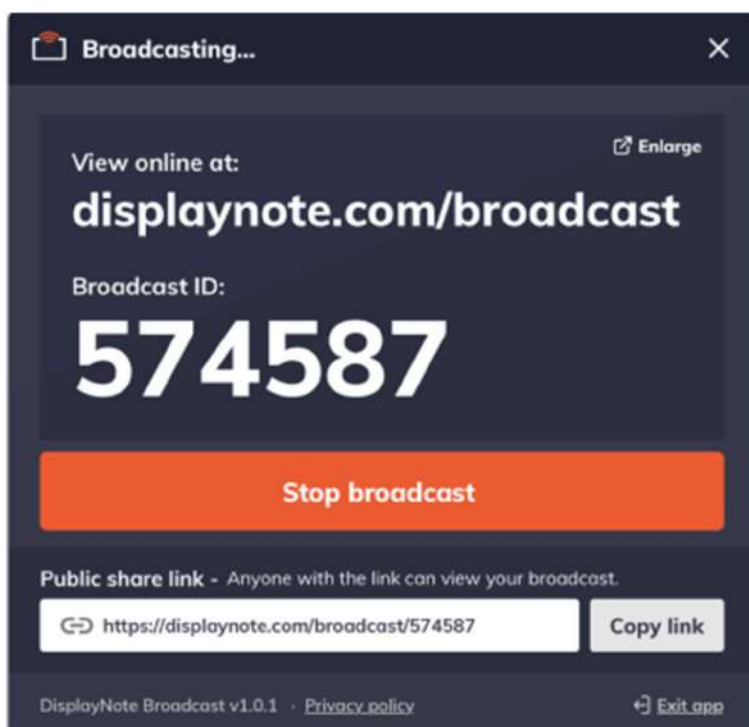 Broadcasting...
Enlarge
View online at:
displaynote.com/broadcast
Broadcast ID:
574587
Stop broadcast
Public share link - Anyone with the link can view your broadcast.
https://displaynote.com/broadcast/574587 Copy link
DisplayNote Broadcast v1.0.1 · Privacy policy Exit app